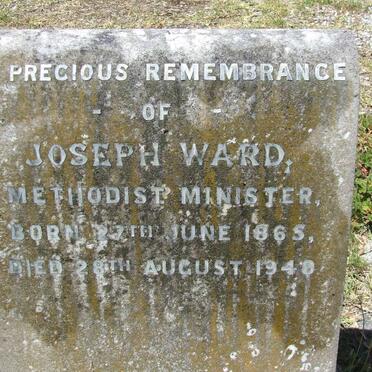 PRECIOUS REMEMBRANCE
- OF -
JOSEPH WARD,
METHODIST MINISTER,
BORN 27TH JUNE 1865,
DIED 28TH AUGUST 1940